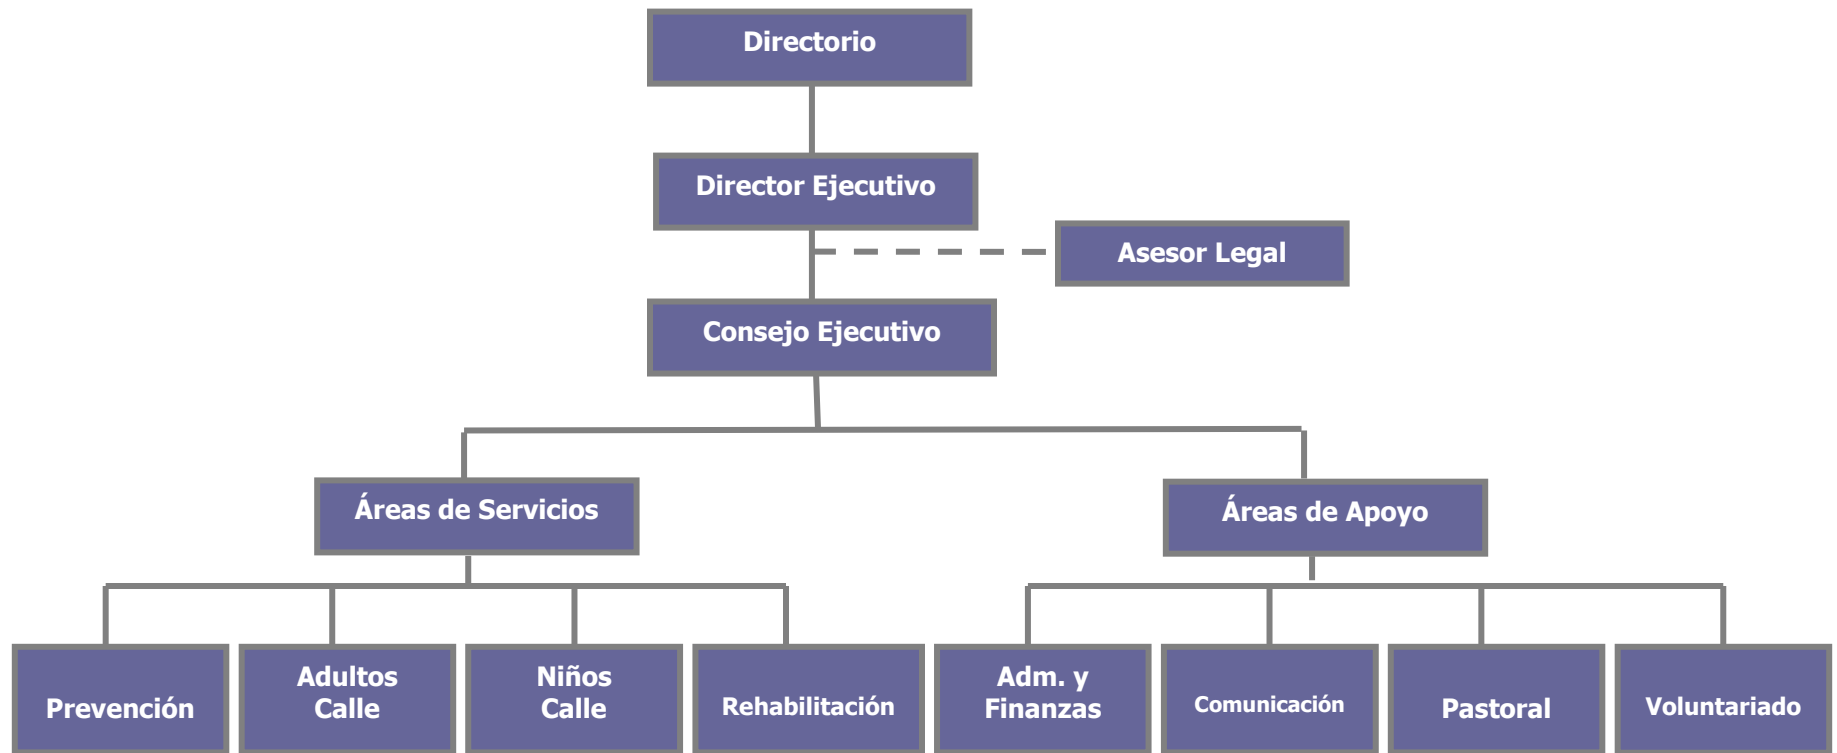 Directorio
Director Ejecutivo
Asesor Legal
Consejo Ejecutivo
Áreas de Servicios
Áreas de Apoyo
Prevención
Adultos
Calle
Niños
Calle
Rehabilitación
Adm. y
Finanzas
Comunicación
Pastoral
Voluntariado